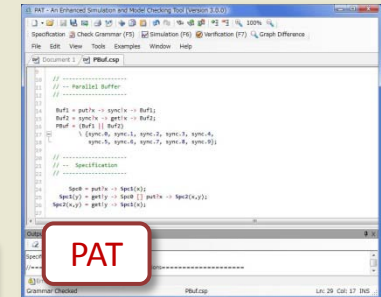 PAT - An Enhanced Simulation and Model Checking Tool (Version 3.0.0)
100%
Specification Check Grammar (F5) Simulation (F6) Verification (F7) Graph Difference
File Edit View Tools Examples Window Help
Document 1 PBuf.csp
// --------------------
// -- Parallel Buffer
// --------------------
Buf1 = put?x -> sync!x -> Buf1;
Buf2 = sync?x -> get!x -> Buf2;
PBuf = (Buf1 || Buf2)
\ {sync.0, sync.1, sync.2, sync.3, sync.4,
sync.5, sync.6, sync.7, sync.8, sync.9};
// --------------------
// -- Specification
// --------------------
Spc0 = put?x -> Spc1(x);
Spc1(y) = get!y -> Spc0 [] put?x -> Spc2(x,y);
Spc2(x,y) = get!y -> Spc1(x);
PAT
Grammar Checked PBuf.csp Ln: 29 Col: 17 INS